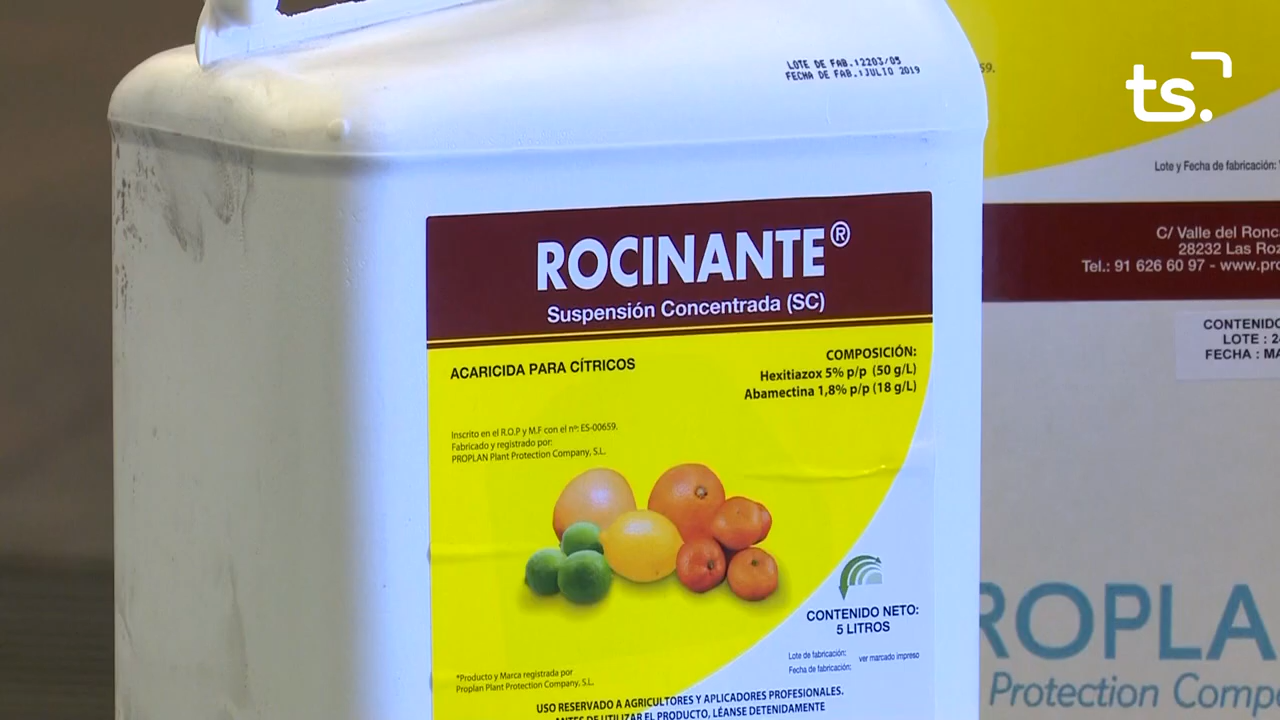 LOTE DE FAB.:2203/05
FECHA DE FAB.:JULIO 2019
59.
ts.
Lote y Fecha de fabricación:
ROCINANTE®
Suspensión Concentrada (SC)
C/ Valle del Ronc
28232 Las Roz
Tel.: 91 626 60 97 - www.pro
CONTENIDO
LOTE : 24
FECHA : MA
ACARICIDA PARA CÍTRICOS
COMPOSICIÓN:
Hexitiazox 5% p/p (50 g/L)
Abamectina 1,8% p/p (18 g/L)
Inscrito en el R.O.P y M.F con el nº: ES-00659.
Fabricado y registrado por:
PROPLAN Plant Protection Company, S.L.
CONTENIDO NETO:
5 LITROS
Lote de fabricación:
Fecha de fabricación:
ver marcado impreso
*Producto y Marca registrada por
Proplan Plant Protection Company, S.L.
USO RESERVADO A AGRICULTORES Y APLICADORES PROFESIONALES.
ANTES DE UTILIZAR EL PRODUCTO, LÉANSE DETENIDAMENTE
ROPLA
Protection Compa